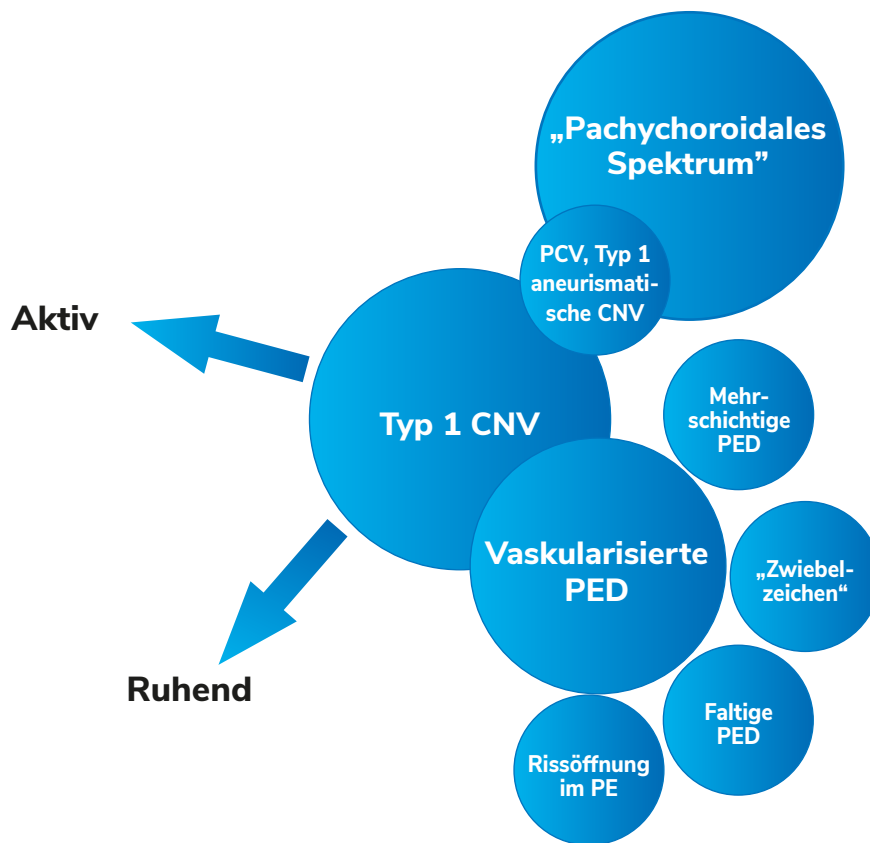 „Pachychoroidales
Spektrum”
PCV, Typ 1
aneurismati-
sche CNV
Aktiv
Mehr-
schichtige
PED
Typ 1 CNV
Vaskularisierte
PED
„Zwiebel-
zeichen“
Ruhend
Faltige
PED
Rissöffnung
im PE